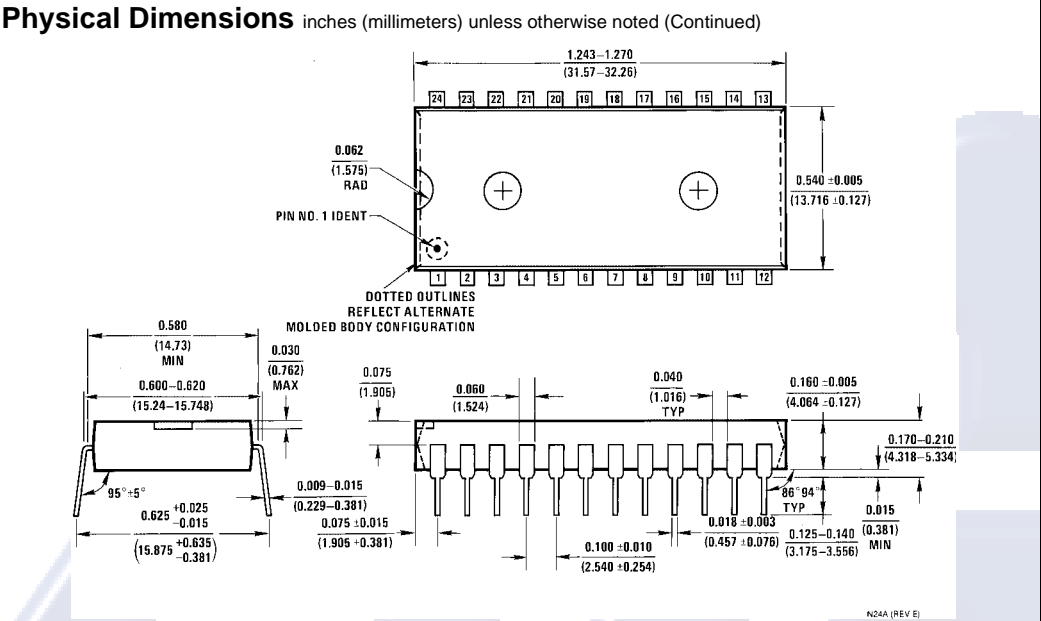 Physical Dimensions inches (millimeters) unless otherwise noted (Continued)
1.243–1.270
(31.57–32.26)
24 23 22 21 20 19 18 17 16 15 14 13
0.062
(1.575)
RAD
PIN NO. 1 IDENT
0.540 ±0.005
(13.716 ±0.127)
1 2 3 4 5 6 7 8 9 10 11 12
DOTTED OUTLINES
REFLECT ALTERNATE
MOLDED BODY CONFIGURATION
0.580
(14.73)
MIN
0.600–0.620
(15.24–15.748)
0.030
(0.762)
MAX
95°±5°
0.009–0.015
(0.229–0.381)
0.625 +0.025
-0.015
(15.875 +0.635
-0.381)
0.075
(1.905)
0.060
(1.524)
0.040
(1.016)
TYP
0.160 ±0.005
(4.064 ±0.127)
0.170–0.210
(4.318–5.334)
86°94°
TYP
0.015
(0.381)
MIN
0.075 ±0.015
(1.905 ±0.381)
0.100 ±0.010
(2.540 ±0.254)
0.018 ±0.003
(0.457 ±0.076)
0.125–0.140
(3.175–3.556)
N24A (REV E)